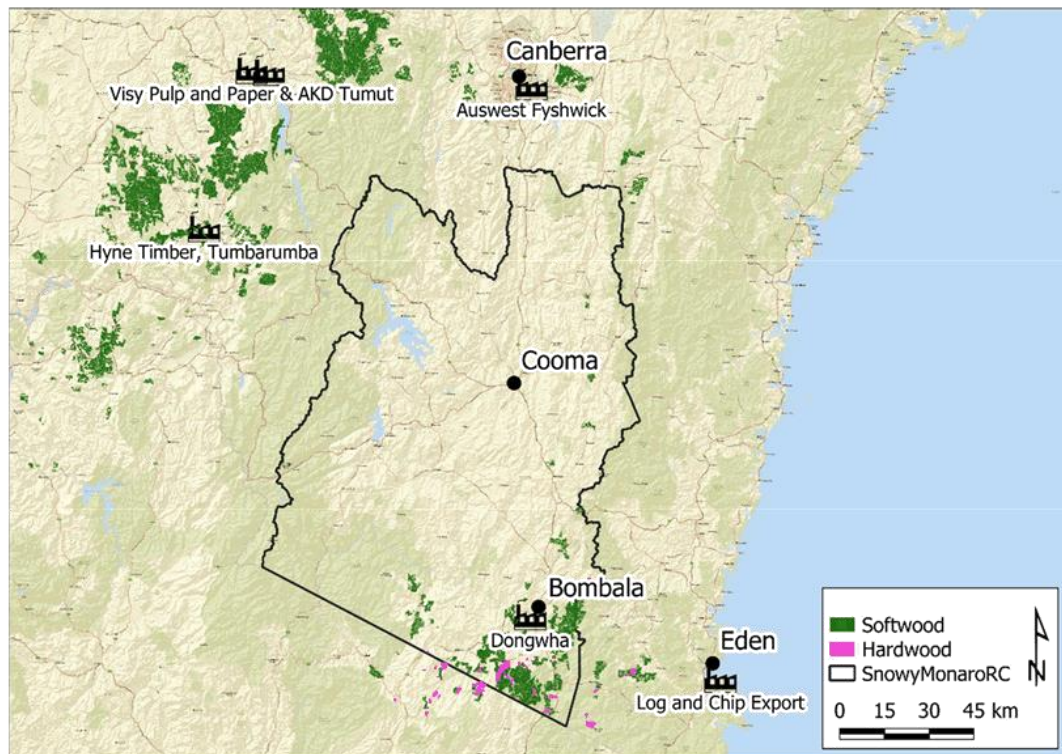 Canberra
Visy Pulp and Paper & AKD Tumut
Auswest Fyshwick
Hyne Timber, Tumbarumba
Cooma
Bombala
Dongwha
Eden
Log and Chip Export
Softwood
Hardwood
SnowyMonaroRC
N
0 15 30 45 km